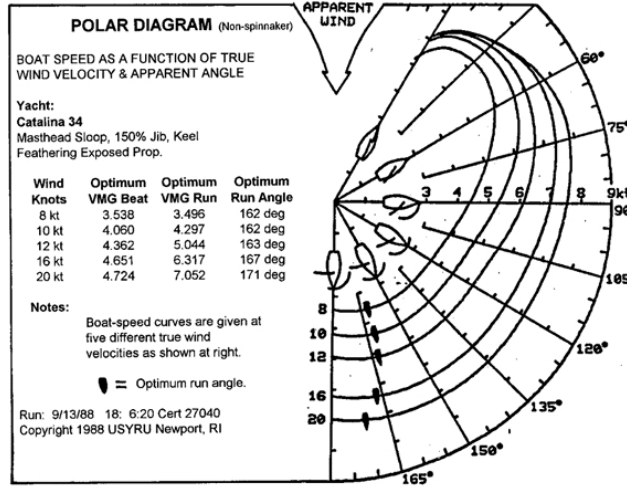 POLAR DIAGRAM (Non-spinnaker)
BOAT SPEED AS A FUNCTION OF TRUE
WIND VELOCITY & APPARENT ANGLE
Yacht:
Catalina 34
Masthead Sloop, 150% Jib, Keel
Feathering Exposed Prop.
Wind Optimum Optimum Optimum
Knots VMG Beat VMG Run Run Angle
8 kt 3.538 3.496 162 deg
10 kt 4.060 4.297 162 deg
12 kt 4.362 5.044 163 deg
16 kt 4.651 6.317 167 deg
20 kt 4.724 7.052 171 deg
Notes:
Boat-speed curves are given at
five different true wind
velocities as shown at right.
= Optimum run angle.
Run: 9/13/88 18: 6:20 Cert 27040
Copyright 1988 USYRU Newport, RI
APPARENT
WIND
60°
75°
3 4 5 6 7 8 9kt
90
105
120°
135°
150°
165°
8
10
12
16
20